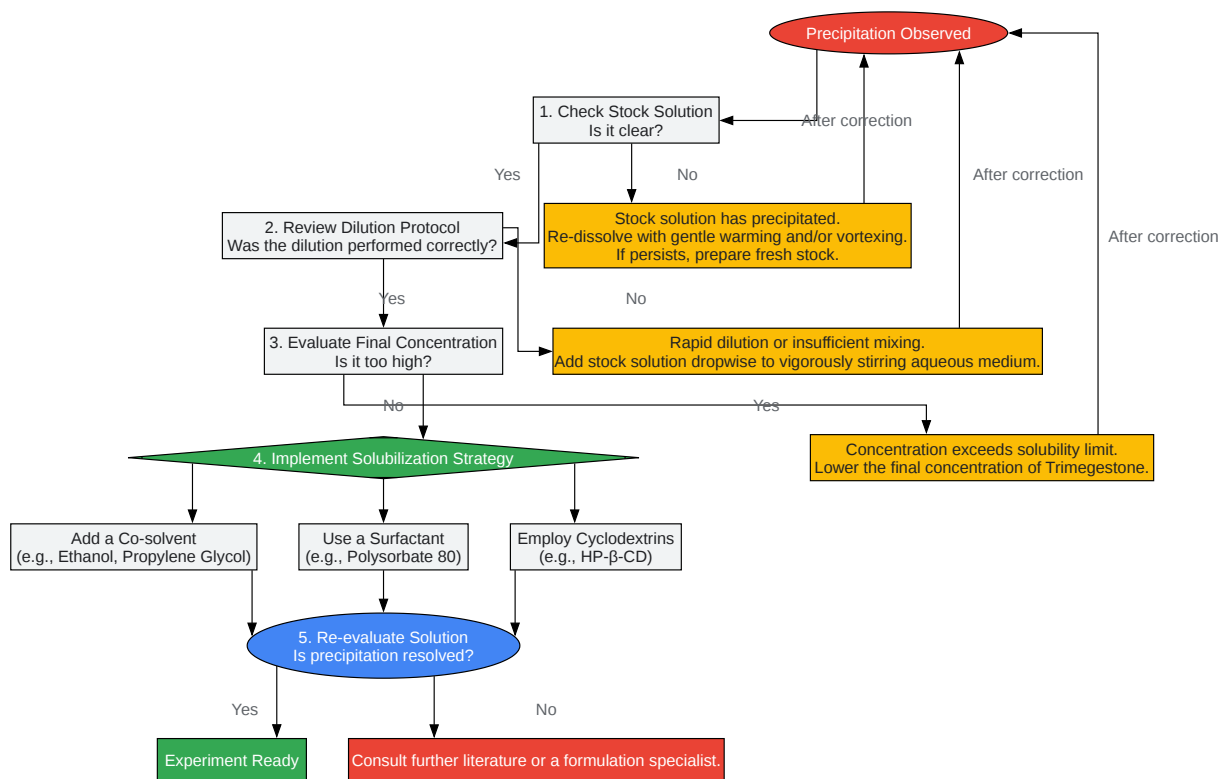 Precipitation Observed
1. Check Stock Solution
Is it clear?
After correction
After correction
Yes
No
Stock solution has precipitated.
Re-dissolve with gentle warming and/or vortexing.
If persists, prepare fresh stock.
2. Review Dilution Protocol
Was the dilution performed correctly?
After correction
Yes
No
3. Evaluate Final Concentration
Is it too high?
Rapid dilution or insufficient mixing.
Add stock solution dropwise to vigorously stirring aqueous medium.
No
Yes
Concentration exceeds solubility limit.
Lower the final concentration of Trimegestone.
4. Implement Solubilization Strategy
Add a Co-solvent
(e.g., Ethanol, Propylene Glycol)
Use a Surfactant
(e.g., Polysorbate 80)
Employ Cyclodextrins
(e.g., HP-β-CD)
5. Re-evaluate Solution
Is precipitation resolved?
Yes
No
Experiment Ready
Consult further literature or a formulation specialist.